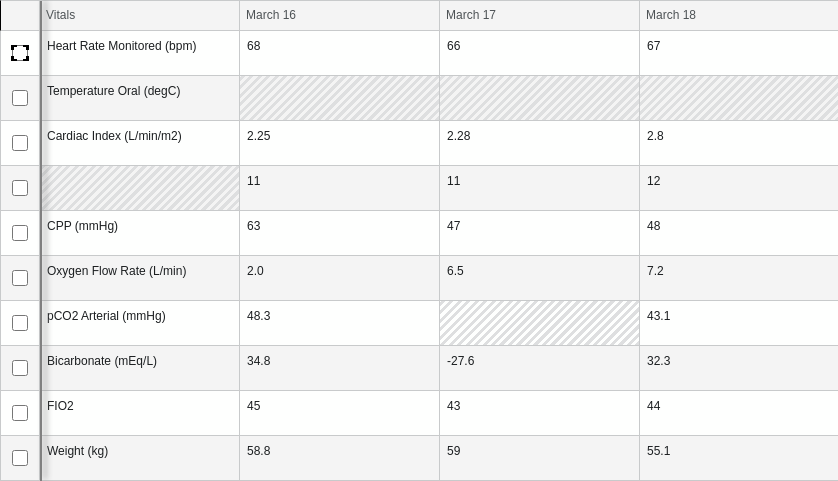 Vitals March 16 March 17 March 18
Heart Rate Monitored (bpm) 68 66 67
Temperature Oral (degC)
Cardiac Index (L/min/m2) 2.25 2.28 2.8
11 11 12
CPP (mmHg) 63 47 48
Oxygen Flow Rate (L/min) 2.0 6.5 7.2
pCO2 Arterial (mmHg) 48.3 43.1
Bicarbonate (mEq/L) 34.8 -27.6 32.3
FIO2 45 43 44
Weight (kg) 58.8 59 55.1